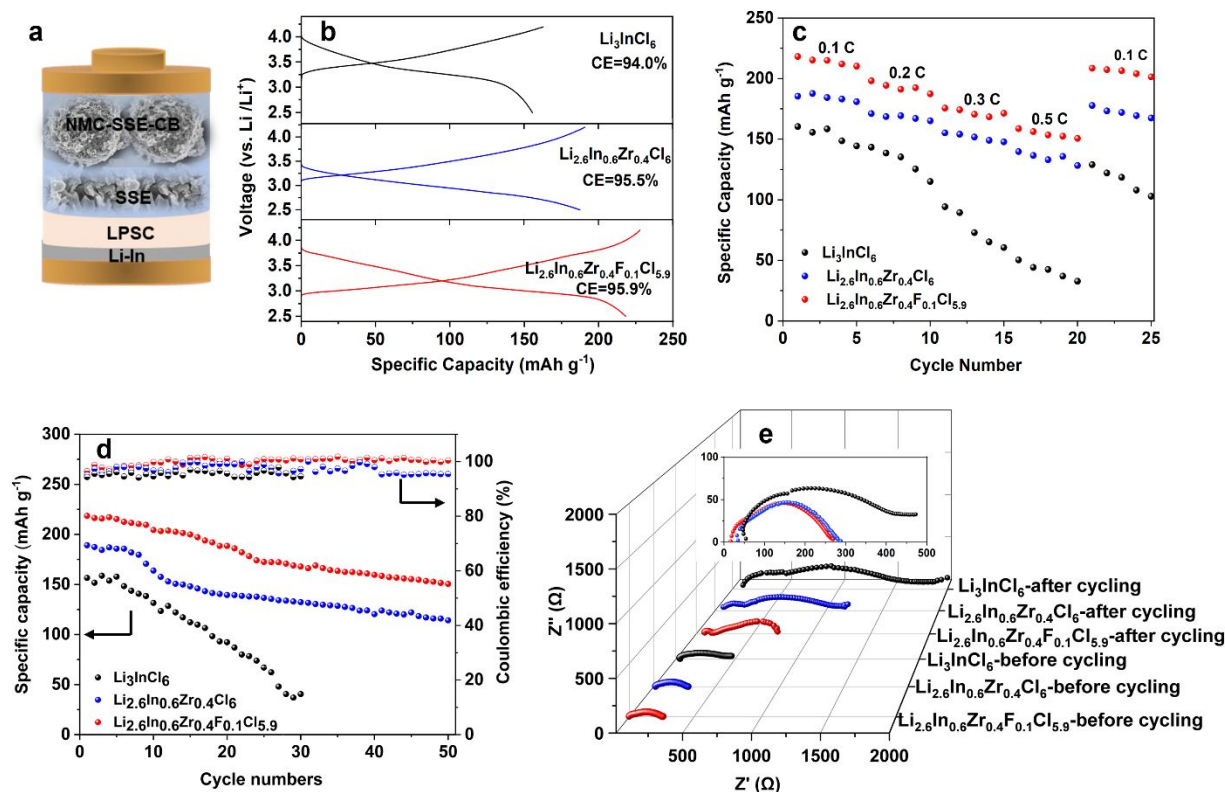 a
NMC-SSE-CB
SSE
LPSC
Li-In
b
Voltage (vs. Li /Li⁺)
4.0
3.5
3.0
2.5
4.0
3.5
3.0
2.5
4.0
3.5
3.0
2.5
Li₃InCl₆
CE=94.0%
Li₂.₆In₀.₆Zr₀.₄Cl₆
CE=95.5%
Li₂.₆In₀.₆Zr₀.₄F₀.₁Cl₅.₉
CE=95.9%
0 50 100 150 200 250
Specific Capacity (mAh g⁻¹)
c
Specific Capacity (mAh g⁻¹)
250
200
150
100
50
0
0.1 C
0.2 C
0.3 C
0.5 C
0.1 C
Li₃InCl₆
Li₂.₆In₀.₆Zr₀.₄Cl₆
Li₂.₆In₀.₆Zr₀.₄F₀.₁Cl₅.₉
0 5 10 15 20 25
Cycle Number
d
Specific capacity (mAh g⁻¹)
300
250
200
150
100
50
0
Li₃InCl₆
Li₂.₆In₀.₆Zr₀.₄Cl₆
Li₂.₆In₀.₆Zr₀.₄F₀.₁Cl₅.₉
100
80
60
40
20
0
Coulombic efficiency (%)
0 10 20 30 40 50
Cycle numbers
e
Z'' (Ω)
2000
1500
1000
500
0
100
50
0
0 100 200 300 400 500
Li₃InCl₆-after cycling
Li₂.₆In₀.₆Zr₀.₄Cl₆-after cycling
Li₂.₆In₀.₆Zr₀.₄F₀.₁Cl₅.₉-after cycling
Li₃InCl₆-before cycling
Li₂.₆In₀.₆Zr₀.₄Cl₆-before cycling
Li₂.₆In₀.₆Zr₀.₄F₀.₁Cl₅.₉-before cycling
500 1000 1500 2000
Z' (Ω)